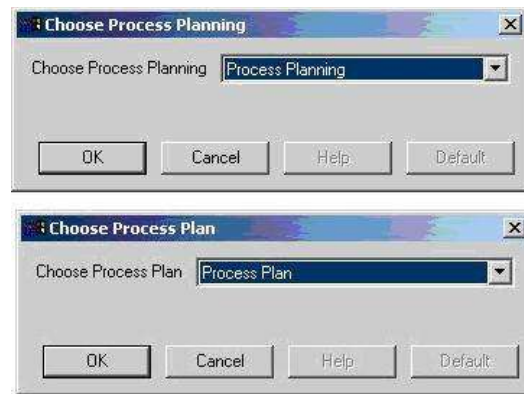 Choose Process Planning
Choose Process Planning Process Planning
OK Cancel Help Default
Choose Process Plan
Choose Process Plan Process Plan
OK Cancel Help Default